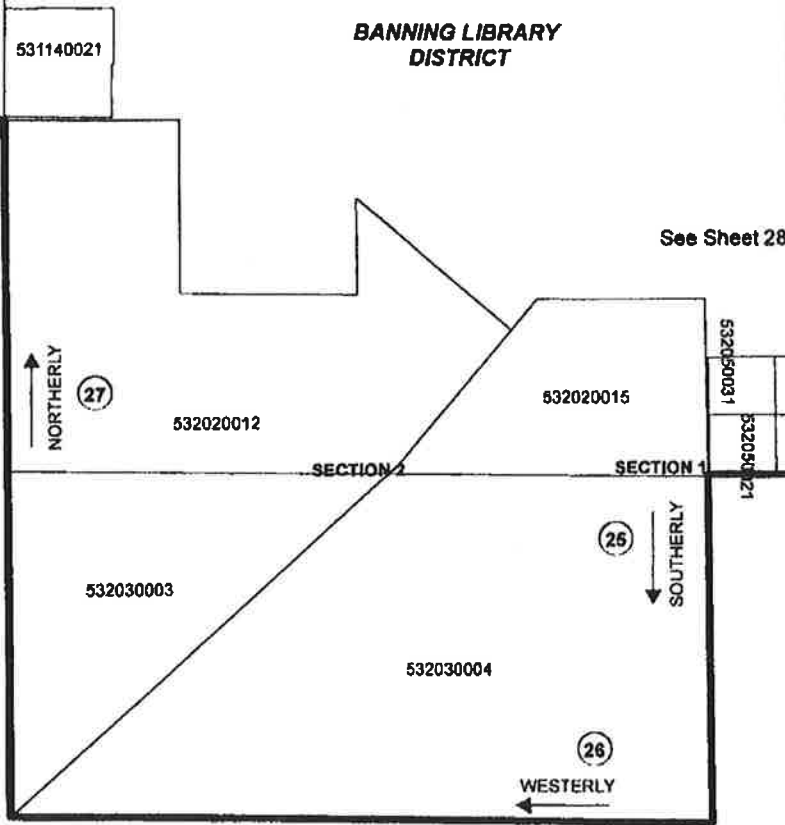 BANNING LIBRARY
DISTRICT
531140021
See Sheet 28
532050031
NORTHERLY
27
532020012
532020015
532050021
SECTION 2
SECTION 1
25
SOUTHERLY
532030003
532030004
26
WESTERLY